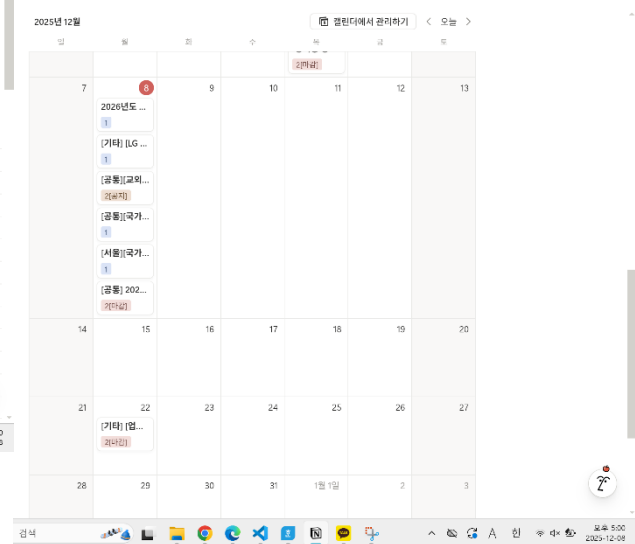 2025년 12월
캘린더에서 관리하기
오늘
일 월 화 수 목 금 토
2[마감]
7 8 9 10 11 12 13
2026년도 ...
1
[기타] [LG ...
1
[공통][교외...
2[공지]
[공통][국가...
1
[서울][국가...
1
[공통] 202...
2[마감]
14 15 16 17 18 19 20
21 22 23 24 25 26 27
[기타] [업...
2[마감]
28 29 30 31 1월 1일 2 3
검색
A 한
오후 5:00
2025-12-08